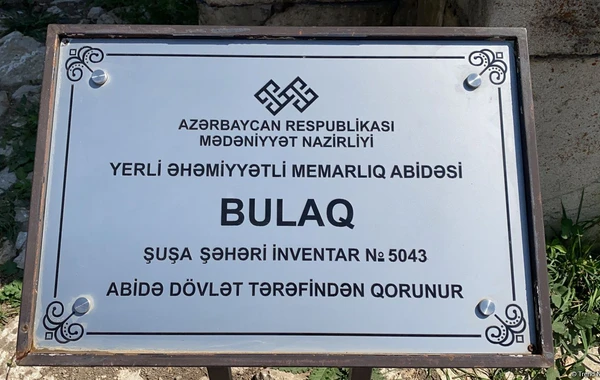 AZƏRBAYCAN RESPUBLİKASI
MƏDƏNİYYƏT NAZİRLİYİ
YERLİ ƏHƏMİYYƏTLİ MEMARLIQ ABİDƏSİ
BULAQ
ŞUŞA ŞƏHƏRİ İNVENTAR № 5043
ABİDƏ DÖVLƏT TƏRƏFİNDƏN QORUNUR